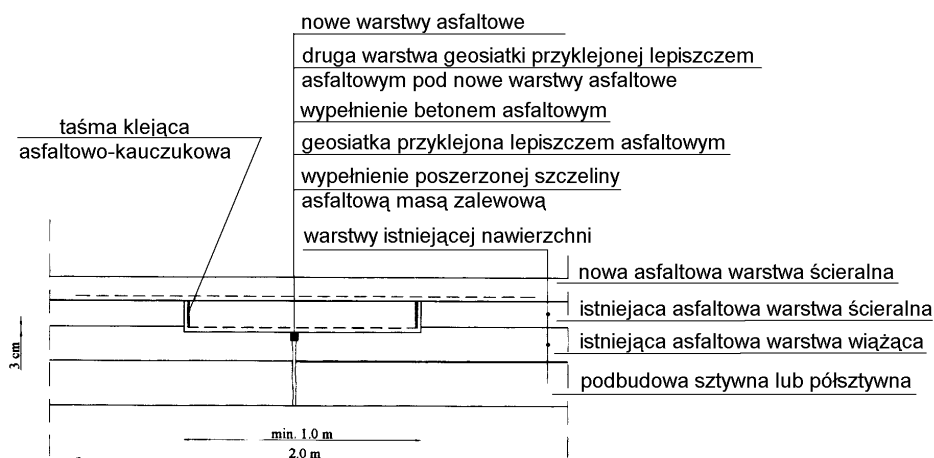 nowe warstwy asfaltowe
druga warstwa geosiatki przyklejonej lepiszczem
asfaltowym pod nowe warstwy asfaltowe
wypełnienie betonem asfaltowym
taśma klejąca
asfaltowo-kauczukowa
geosiatka przyklejona lepiszczem asfaltowym
wypełnienie poszerzonej szczeliny
asfaltową masą zalewową
warstwy istniejącej nawierzchni
nowa asfaltowa warstwa ścieralna
istniejaca asfaltowa warstwa ścieralna
istniejąca asfaltowa warstwa wiążąca
podbudowa sztywna lub półsztywna
3 cm
min. 1.0 m
2.0 m